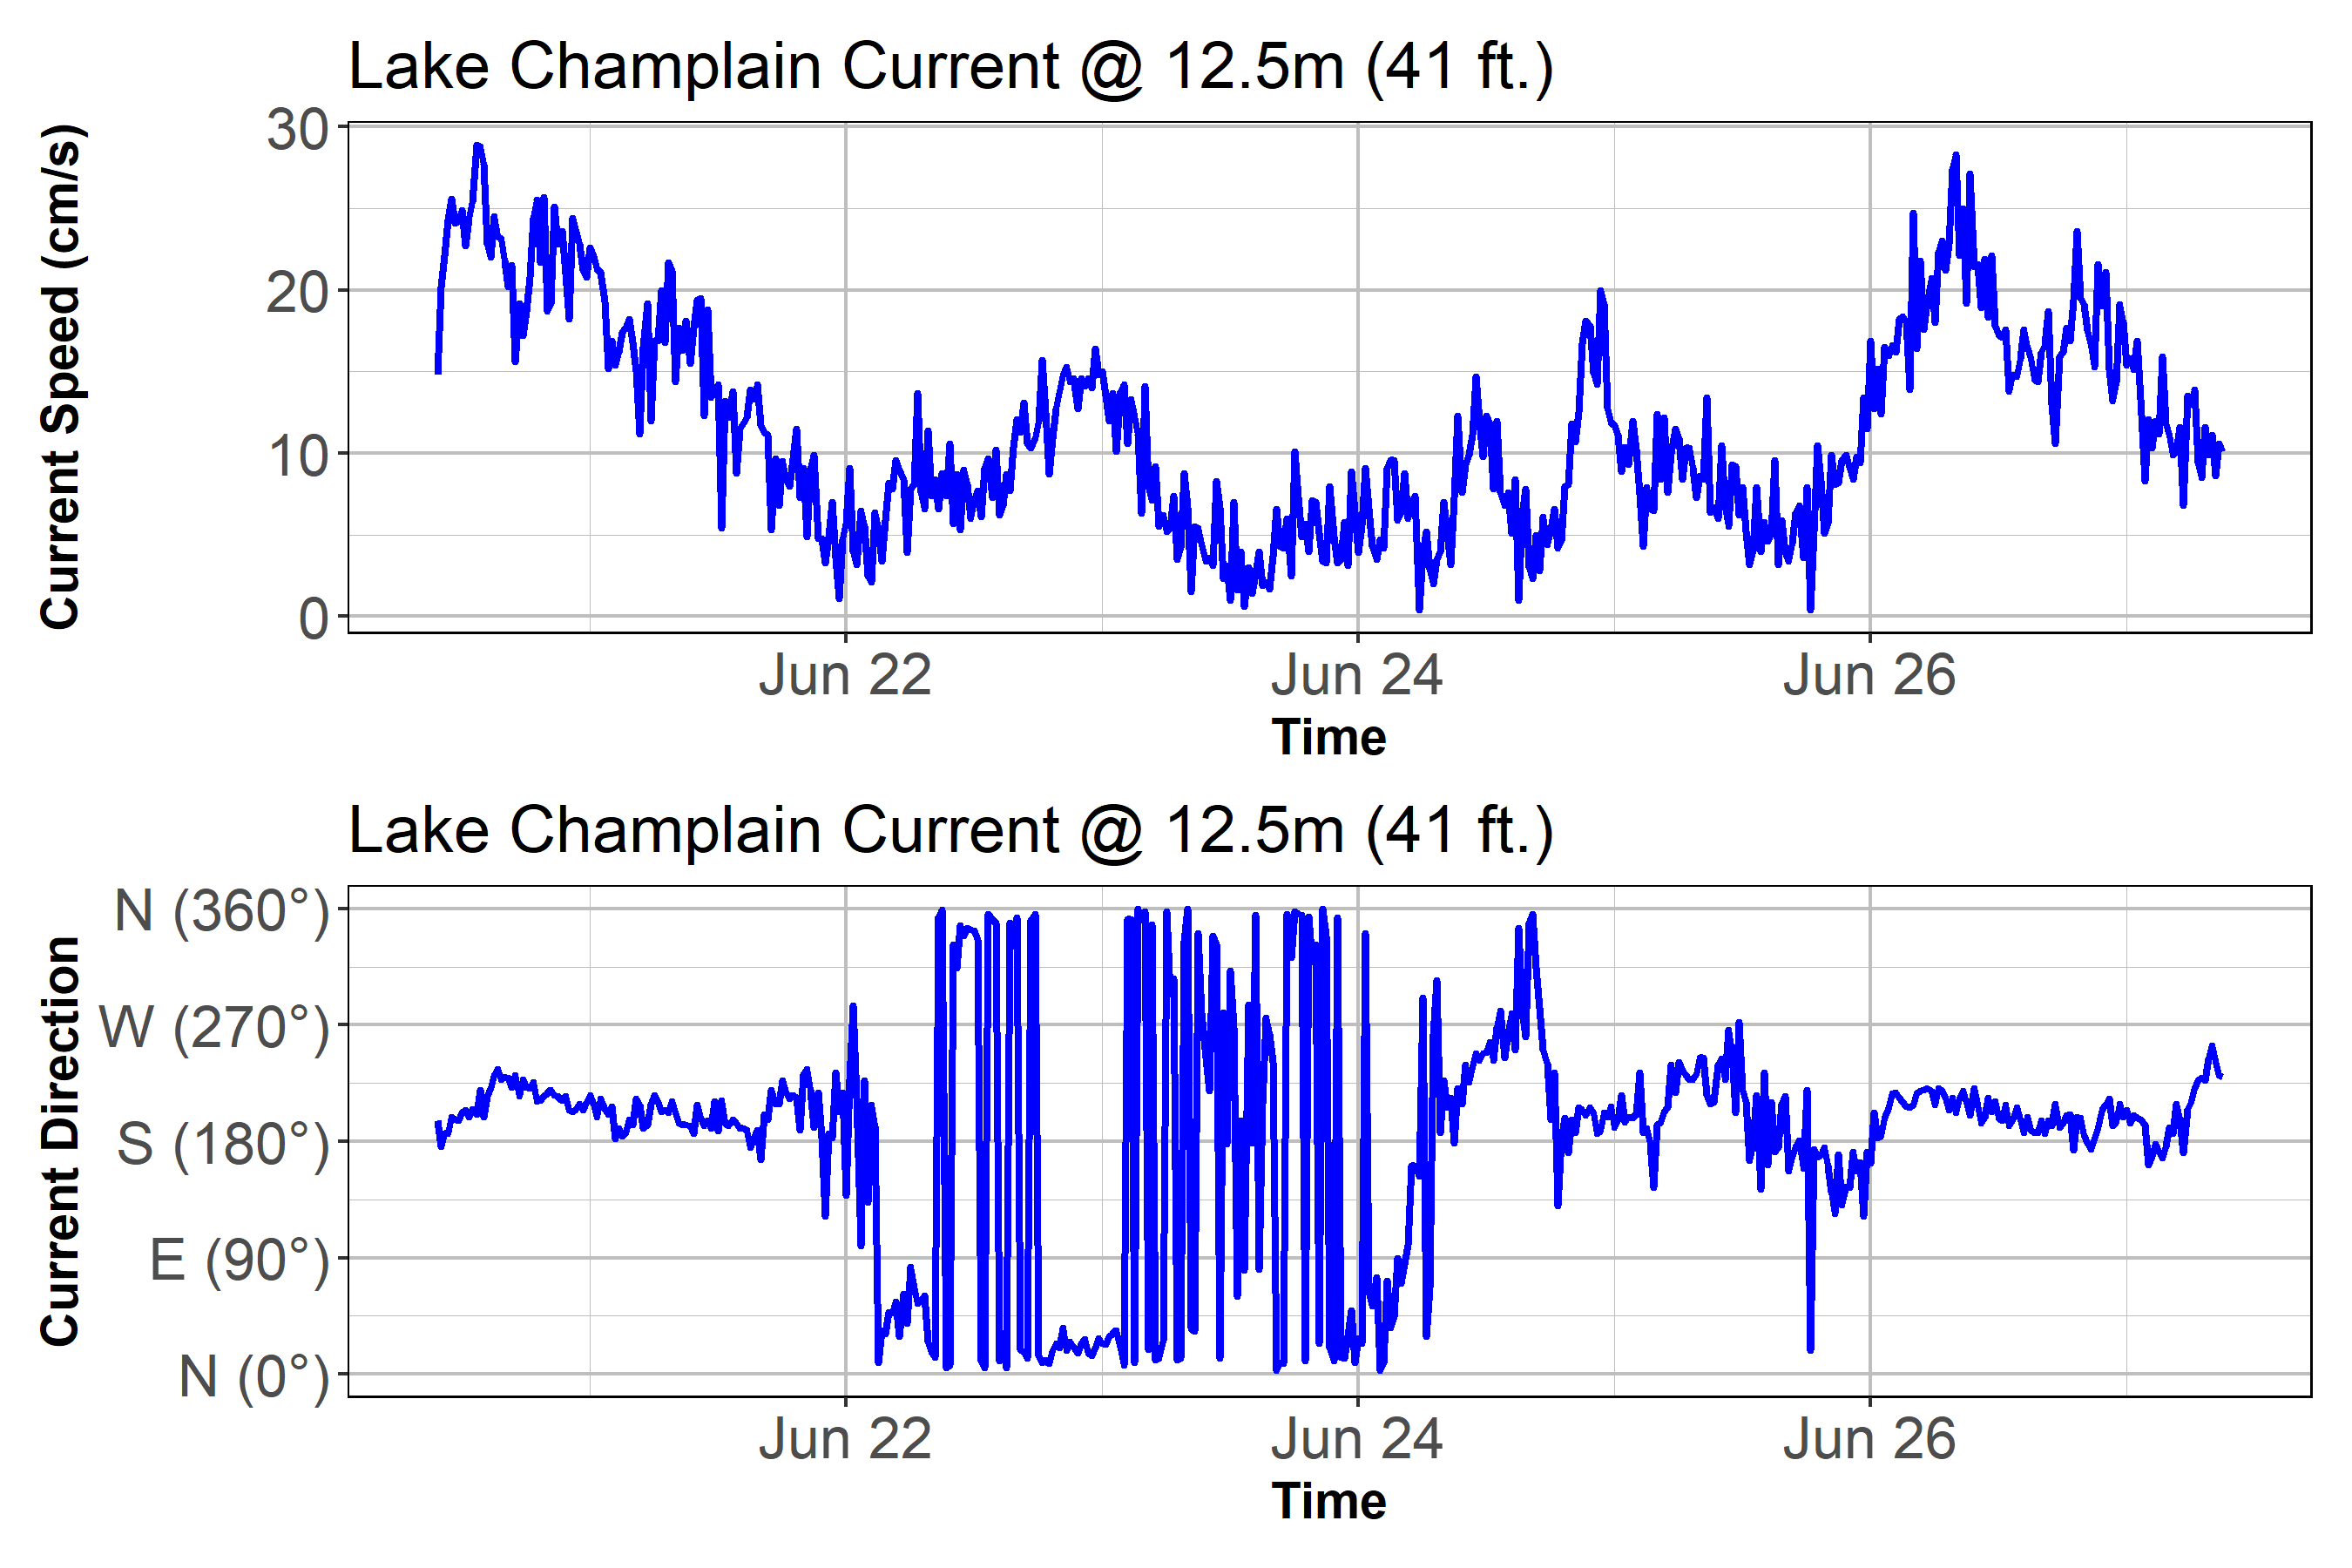 Lake Champlain Current @ 12.5m (41 ft.)
Current Speed (cm/s)
30
20
10
0
Jun 22 Jun 24 Jun 26
Time
Lake Champlain Current @ 12.5m (41 ft.)
Current Direction
N (360°)
W (270°)
S (180°)
E (90°)
N (0°)
Jun 22 Jun 24 Jun 26
Time